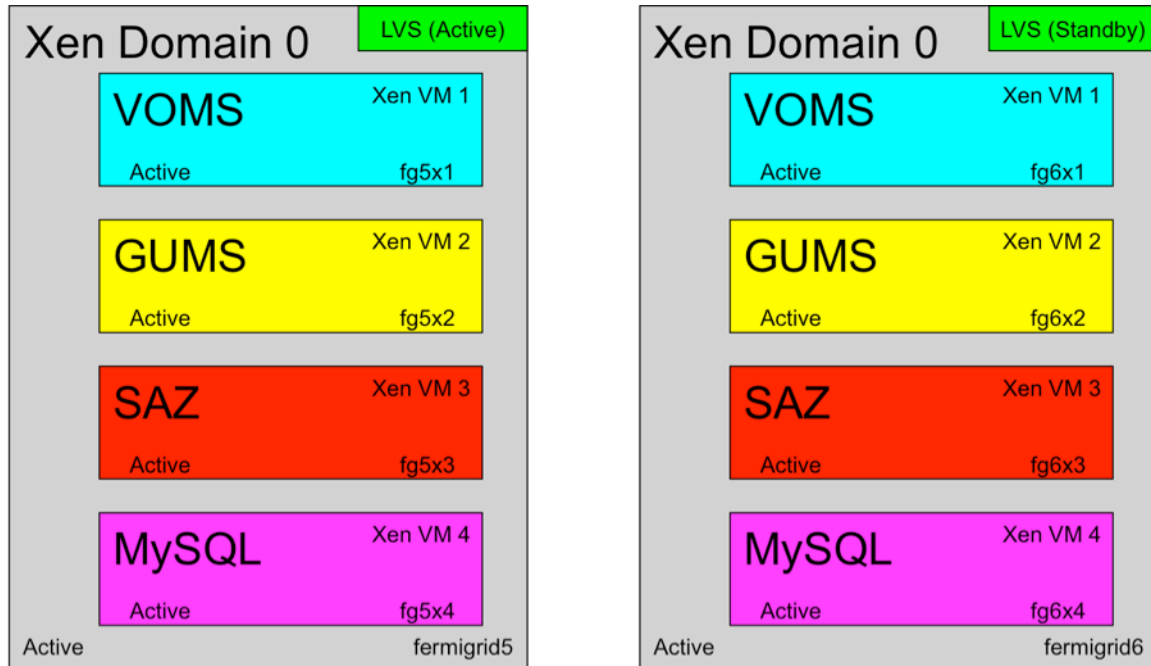 Xen Domain 0
LVS (Active)
VOMS
Xen VM 1
Active
fg5x1
GUMS
Xen VM 2
Active
fg5x2
SAZ
Xen VM 3
Active
fg5x3
MySQL
Xen VM 4
Active
fg5x4
Active
fermigrid5
Xen Domain 0
LVS (Standby)
VOMS
Xen VM 1
Active
fg6x1
GUMS
Xen VM 2
Active
fg6x2
SAZ
Xen VM 3
Active
fg6x3
MySQL
Xen VM 4
Active
fg6x4
Active
fermigrid6